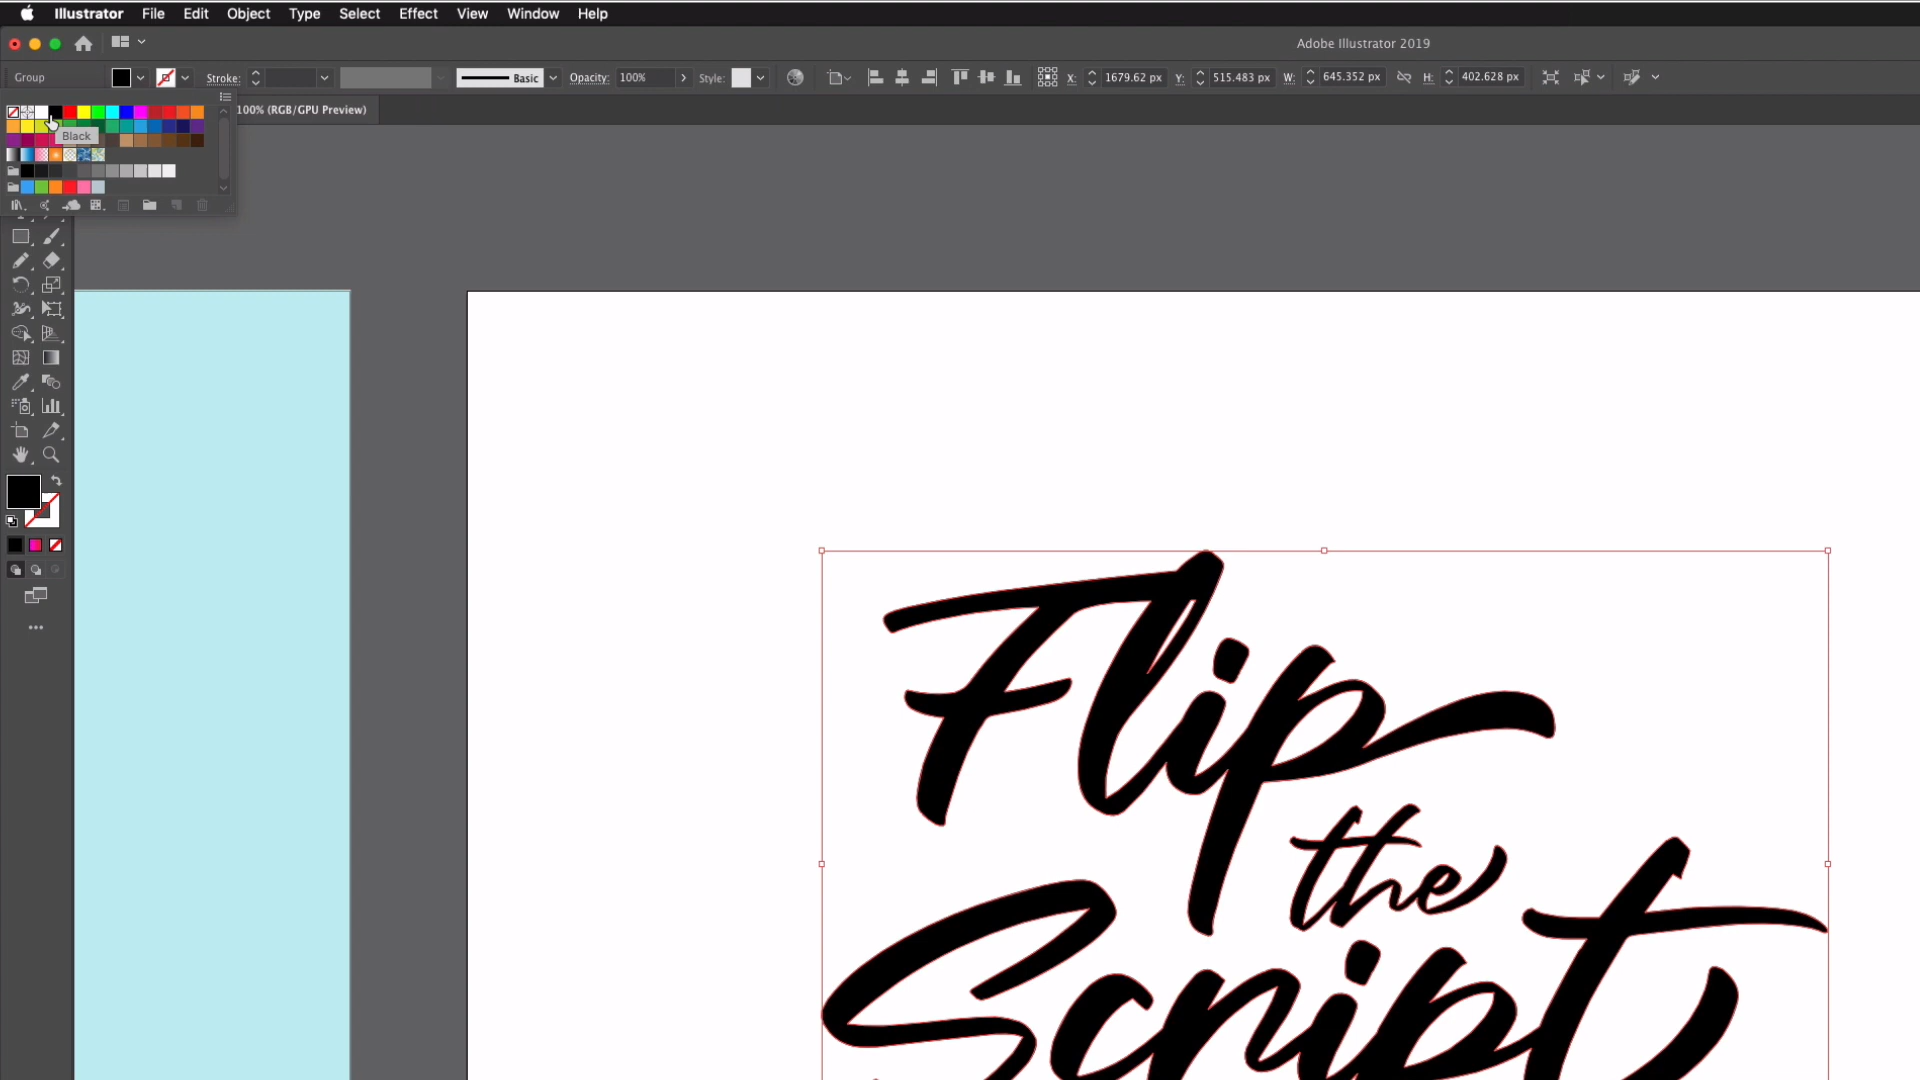 Illustrator File Edit Object Type Select Effect View Window Help
Adobe Illustrator 2019
Group Stroke: Basic Opacity: 100% Style: X: 1679.62 px Y: 515.483 px W: 645.352 px H: 402.628 px
100% (RGB/GPU Preview)
Black
Flip
the
Script